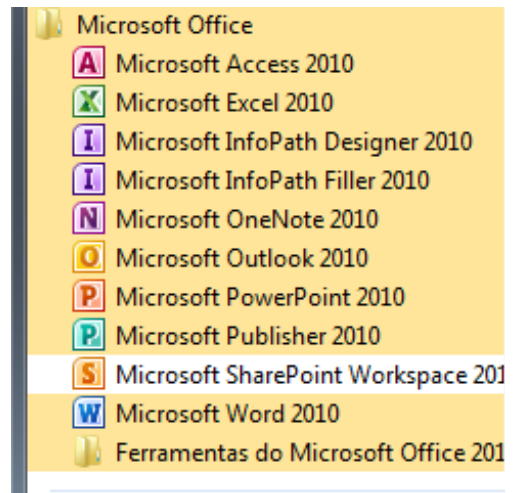 Microsoft Office
Microsoft Access 2010
Microsoft Excel 2010
Microsoft InfoPath Designer 2010
Microsoft InfoPath Filler 2010
Microsoft OneNote 2010
Microsoft Outlook 2010
Microsoft PowerPoint 2010
Microsoft Publisher 2010
Microsoft SharePoint Workspace 201
Microsoft Word 2010
Ferramentas do Microsoft Office 201